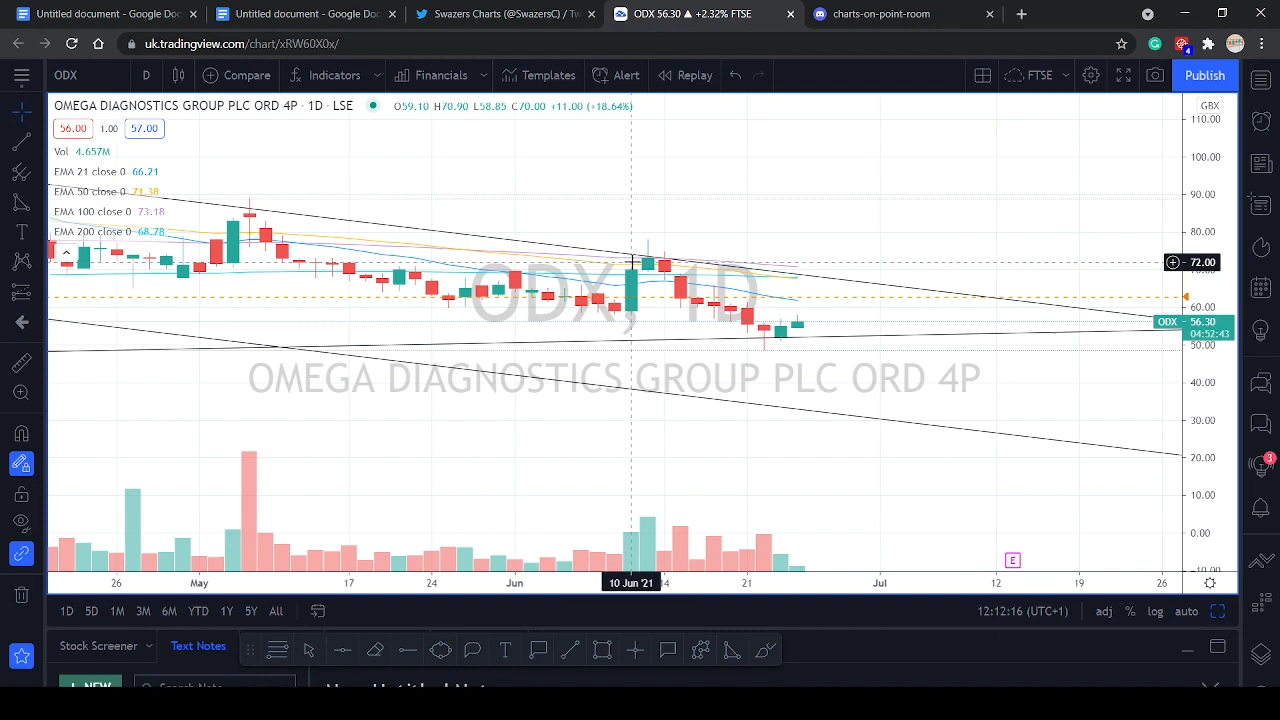 Untitled document - Google Doc
Untitled document - Google Doc
Swazers Charts (@SwazersC) / Tw
ODX 56.30 ▲ +2.32% FTSE
charts-on-point-room
uk.tradingview.com/chart/xRW60X0x/
4
ODX
D
Compare
Indicators
Financials
Templates
Alert
Replay
FTSE
Publish
OMEGA DIAGNOSTICS GROUP PLC ORD 4P · 1D · LSE
O59.10 H70.90 L58.85 C70.00 +11.00 (+18.64%)
GBX
56.00
1.00
57.00
Vol 4.657M
EMA 21 close 0 66.21
EMA 50 close 0 71.38
EMA 100 close 0 73.18
EMA 200 close 0 68.78
ODX, 1D
OMEGA DIAGNOSTICS GROUP PLC ORD 4P
110.00
100.00
90.00
80.00
72.00
60.00
ODX 56.30
04:52:43
50.00
40.00
30.00
20.00
10.00
0.00
-10.00
3
E
26
May
17
24
Jun
10 Jun '21
14
21
Jul
12
19
26
1D
5D
1M
3M
6M
YTD
1Y
5Y
All
12:12:16 (UTC+1)
adj
%
log
auto
Stock Screener
Text Notes
T
+ NEW
Search Note